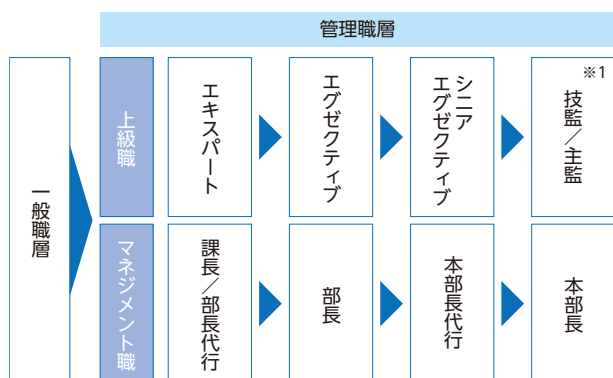 管理職層
一般職層
上級職
エキスパート
エグゼクティブ
シニア
エグゼクティブ
※1
技監／主監
マネジメント職
課長／部長代行
部長
本部長代行
本部長